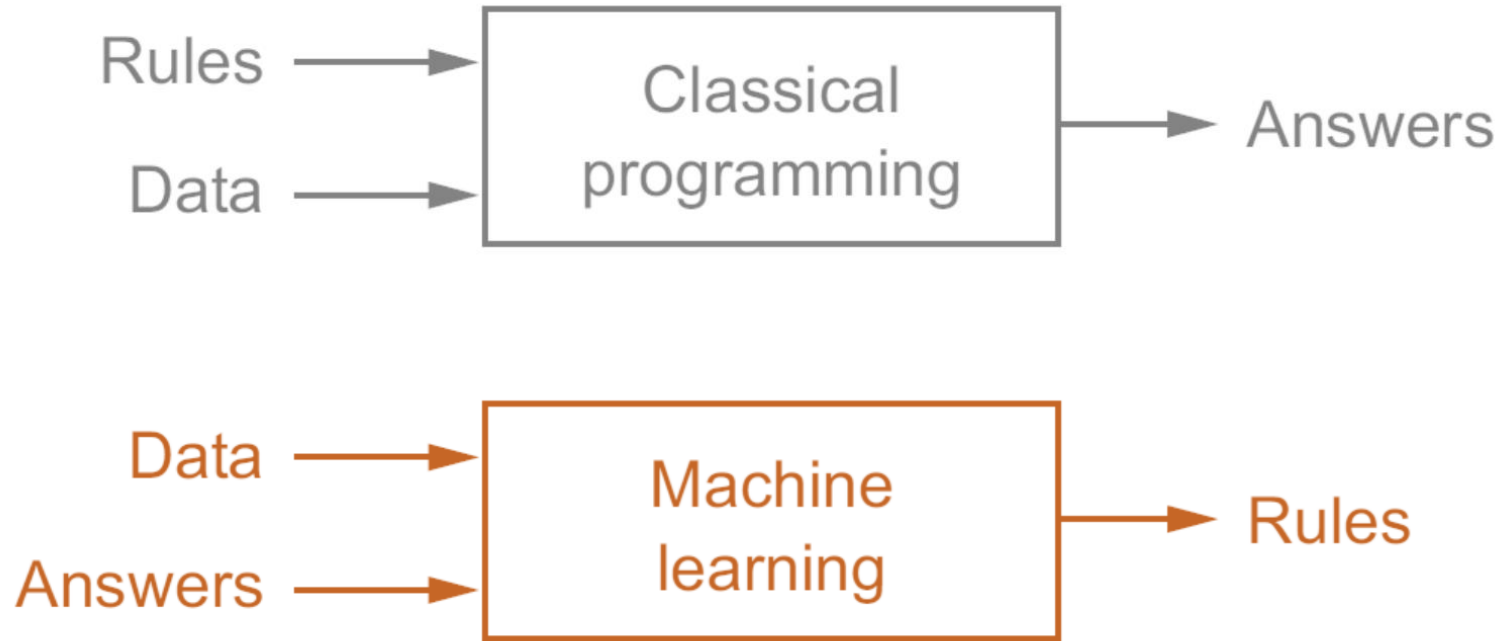 Rules
Data
Classical
programming
Answers
Data
Answers
Machine
learning
Rules